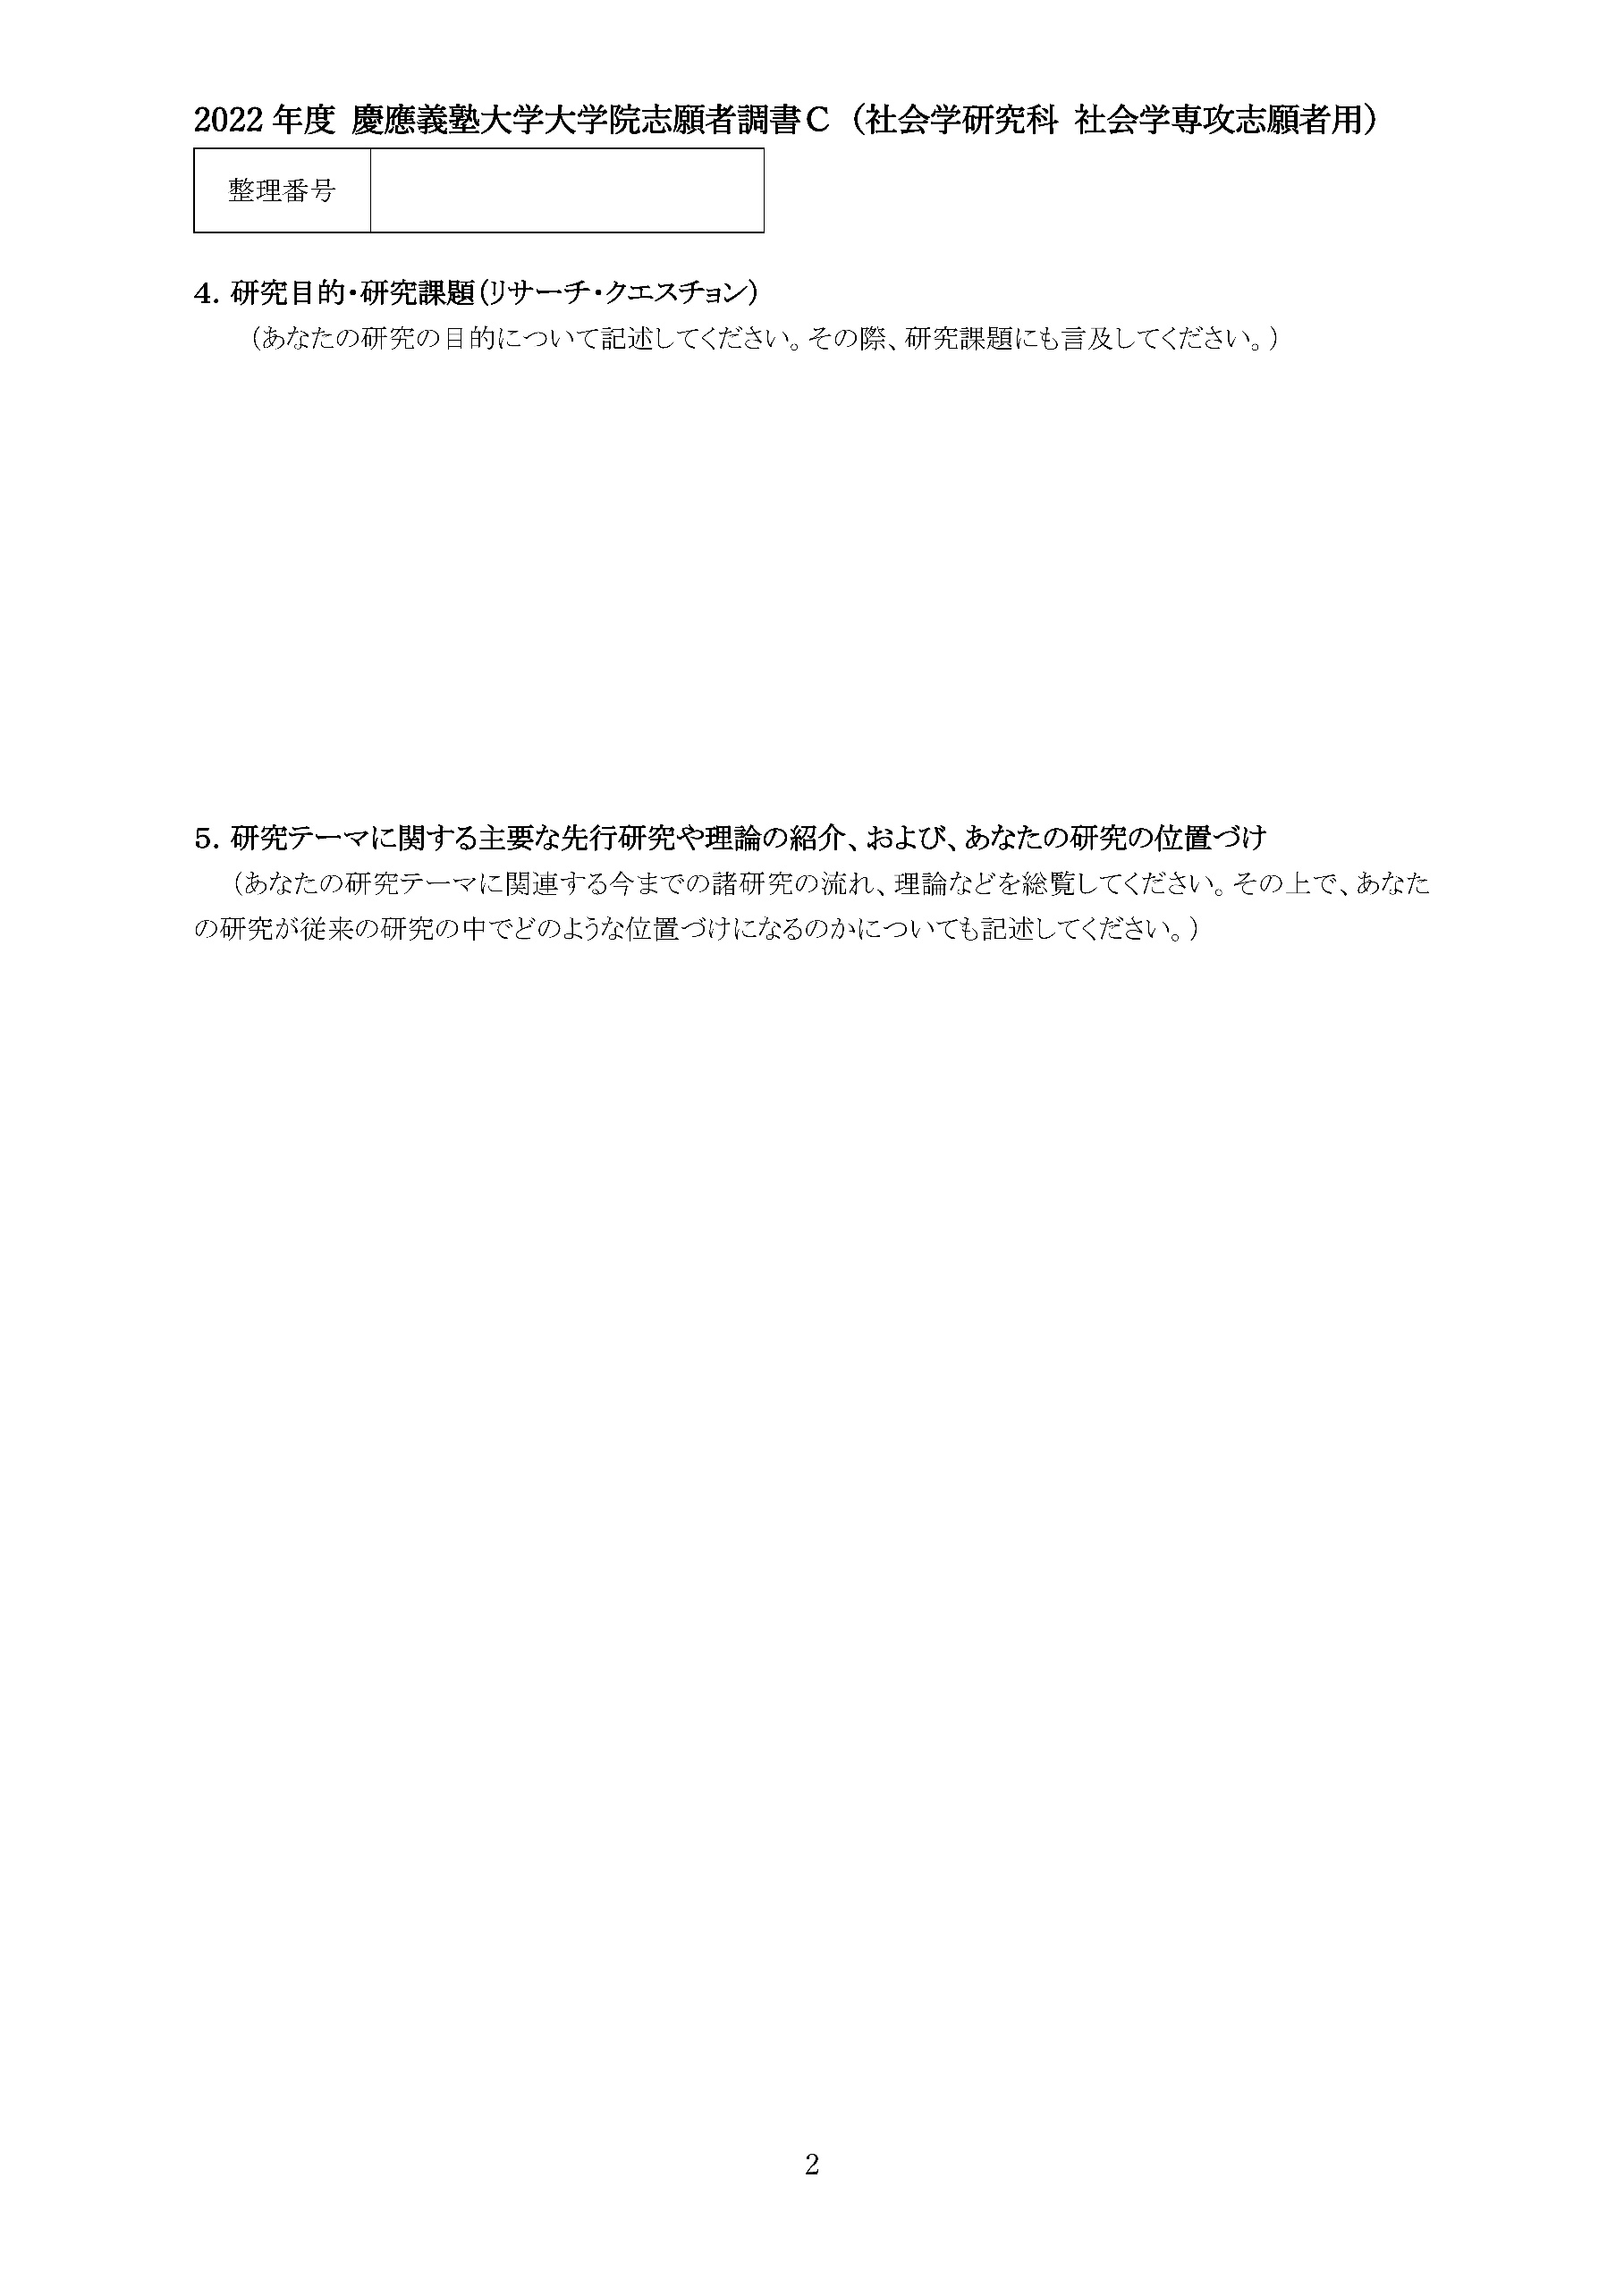 2022 年度 慶應義塾大学大学院志願者調書C（社会学研究科 社会学専攻志願者用）
整理番号
4. 研究目的・研究課題（リサーチ・クエスチョン）
（あなたの研究の目的について記述してください。その際、研究課題にも言及してください。）
5. 研究テーマに関する主要な先行研究や理論の紹介、および、あなたの研究の位置づけ
（あなたの研究テーマに関連する今までの諸研究の流れ、理論などを総覧してください。その上で、あなた
の研究が従来の研究の中でどのような位置づけになるのかについても記述してください。）
2